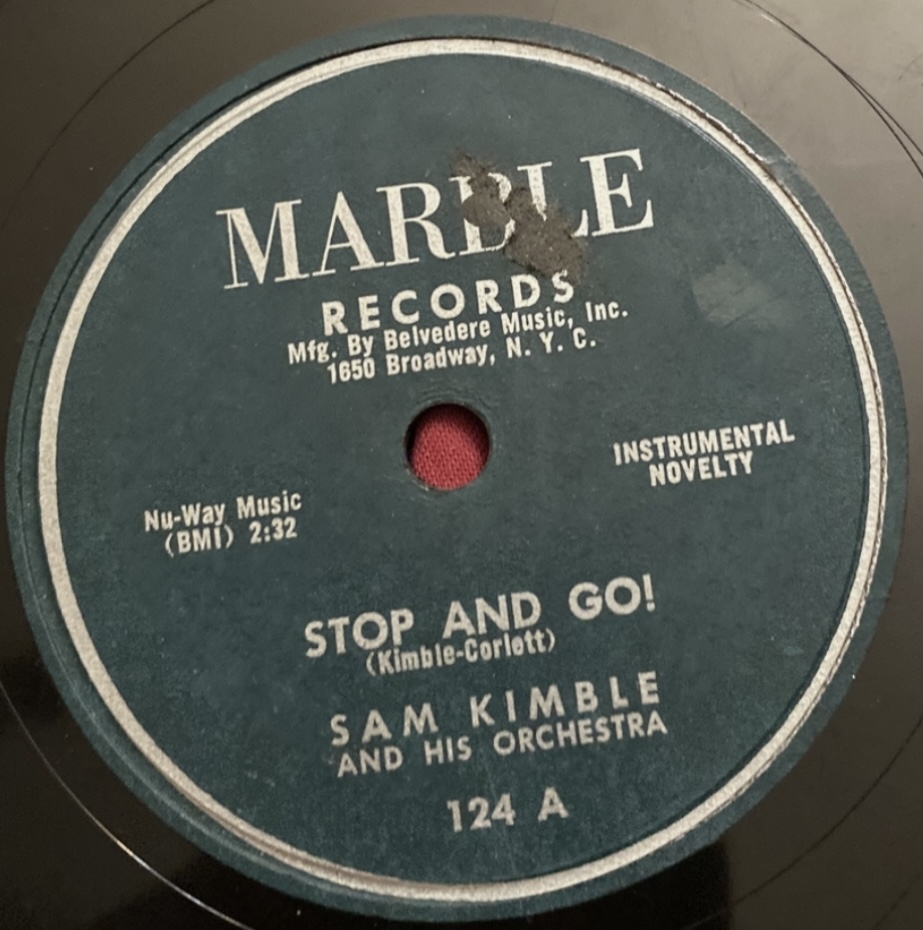 MARBLE
RECORDS
Mfg. By Belvedere Music, Inc.
1650 Broadway, N. Y. C.
INSTRUMENTAL
NOVELTY
Nu-Way Music
(BMI) 2:32
STOP AND GO!
(Kimble-Corlett)
SAM KIMBLE
AND HIS ORCHESTRA
124 A